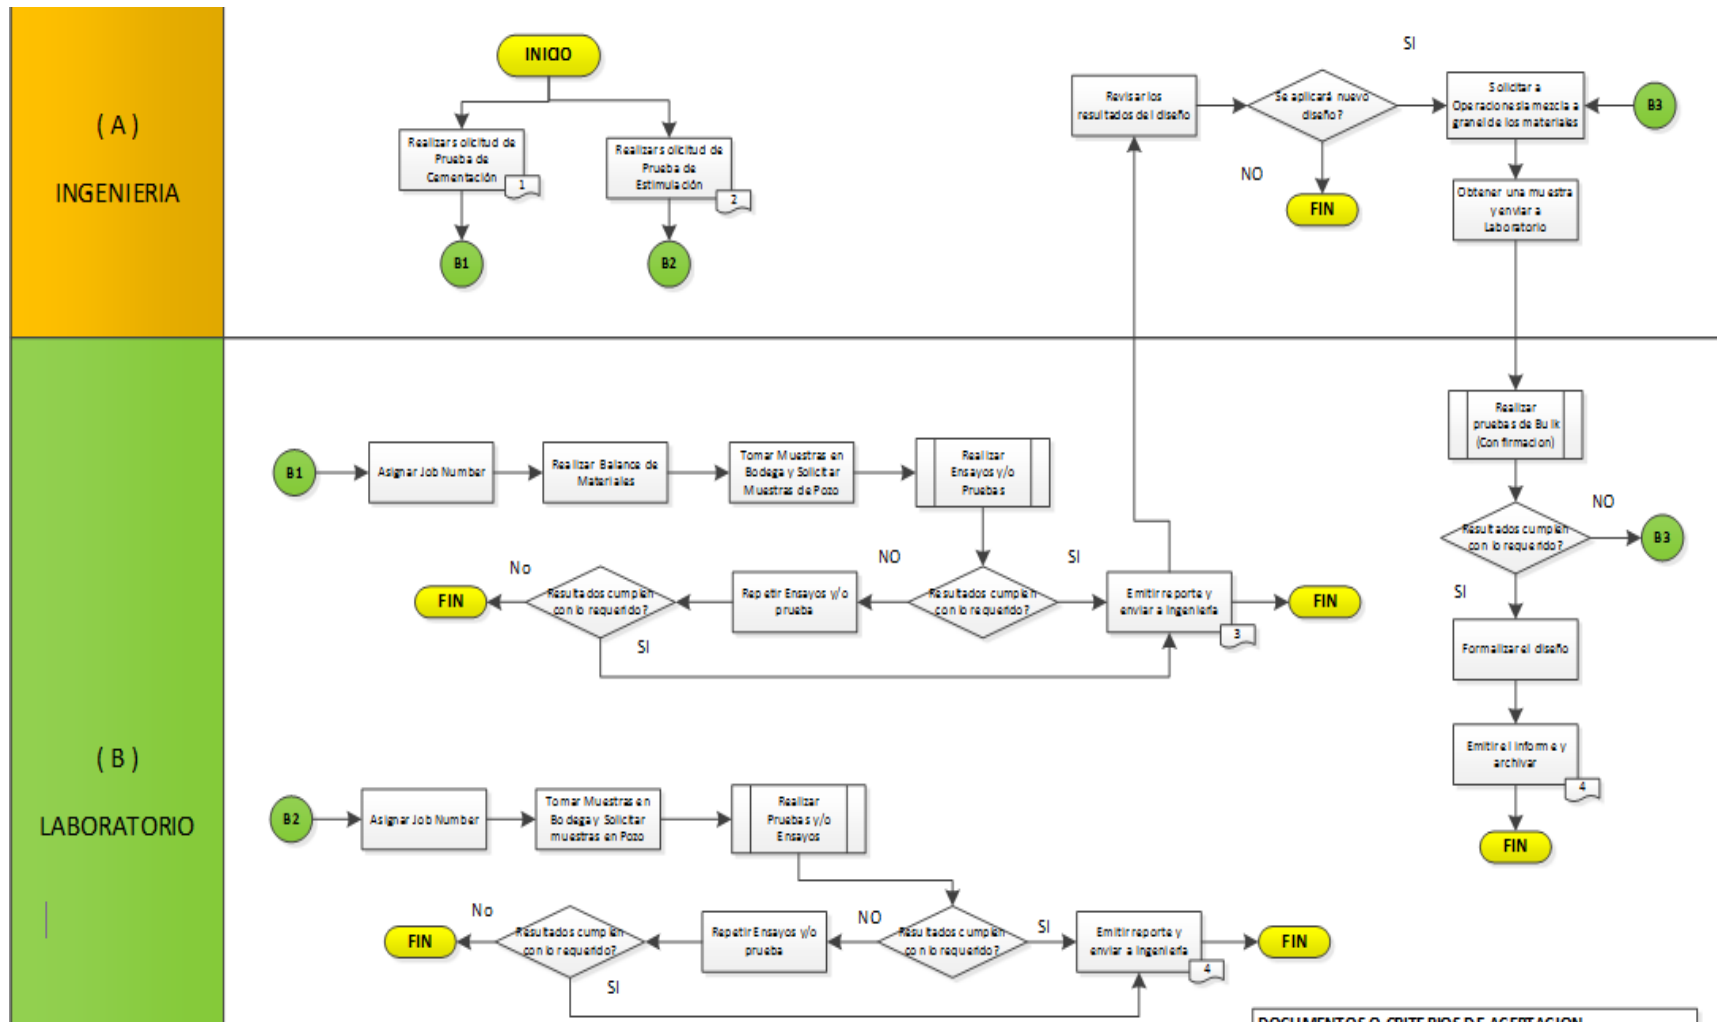 ( A )
INGENIERIA
INICIO
Realizar solicitud de
Prueba de
Cementación
1
Realizar solicitud de
Prueba de
Estimulación
2
B1
B2
Revisar los
resultados del diseño
Se aplicará nuevo
diseño?
SI
NO
FIN
Solicitar a
Operaciones la mezcla a
granel de los materiales
B3
Obtener una muestra
y enviar a
Laboratorio
( B )
LABORATORIO
B1
Asignar Job Number
Realizar Balance de
Materiales
Tomar Muestras en
Bodega y Solicitar
Muestras de Pozo
Realizar
Ensayos y/o
Pruebas
FIN
No
Resultados cumplen
con lo requerido?
SI
Repetir Ensayos y/o
prueba
NO
Resultados cumplen
con lo requerido?
SI
Emitir reporte y
enviar a Ingeniería
3
FIN
Realizar
pruebas de Bulk
(Confirmacion)
Resultados cumplen
con lo requerido?
NO
B3
SI
Formalizar el diseño
Emitir el informe y
archivar
4
FIN
B2
Asignar Job Number
Tomar Muestras en
Bodega y Solicitar
muestras en Pozo
Realizar
Pruebas y/o
Ensayos
FIN
No
Resultados cumplen
con lo requerido?
SI
Repetir Ensayos y/o
prueba
NO
Resultados cumplen
con lo requerido?
SI
Emitir reporte y
enviar a Ingeniería
4
FIN
DOCUMENTOS O CRITERIOS DE ACEPTACION